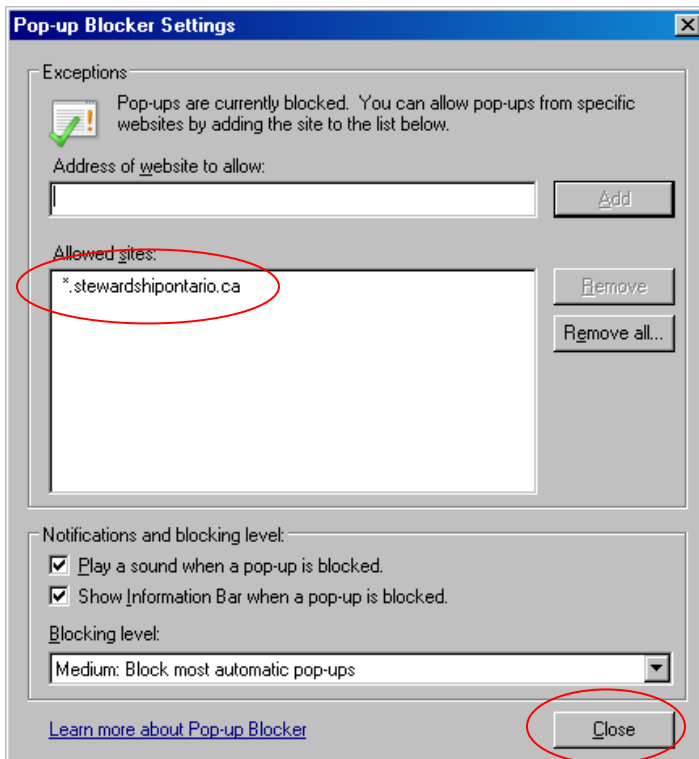 Pop-up Blocker Settings
Exceptions
Pop-ups are currently blocked. You can allow pop-ups from specific
websites by adding the site to the list below.
Address of website to allow:
Add
Allowed sites:
*.stewardshipontario.ca
Remove
Remove all...
Notifications and blocking level:
Play a sound when a pop-up is blocked.
Show Information Bar when a pop-up is blocked.
Blocking level:
Medium: Block most automatic pop-ups
Learn more about Pop-up Blocker
Close